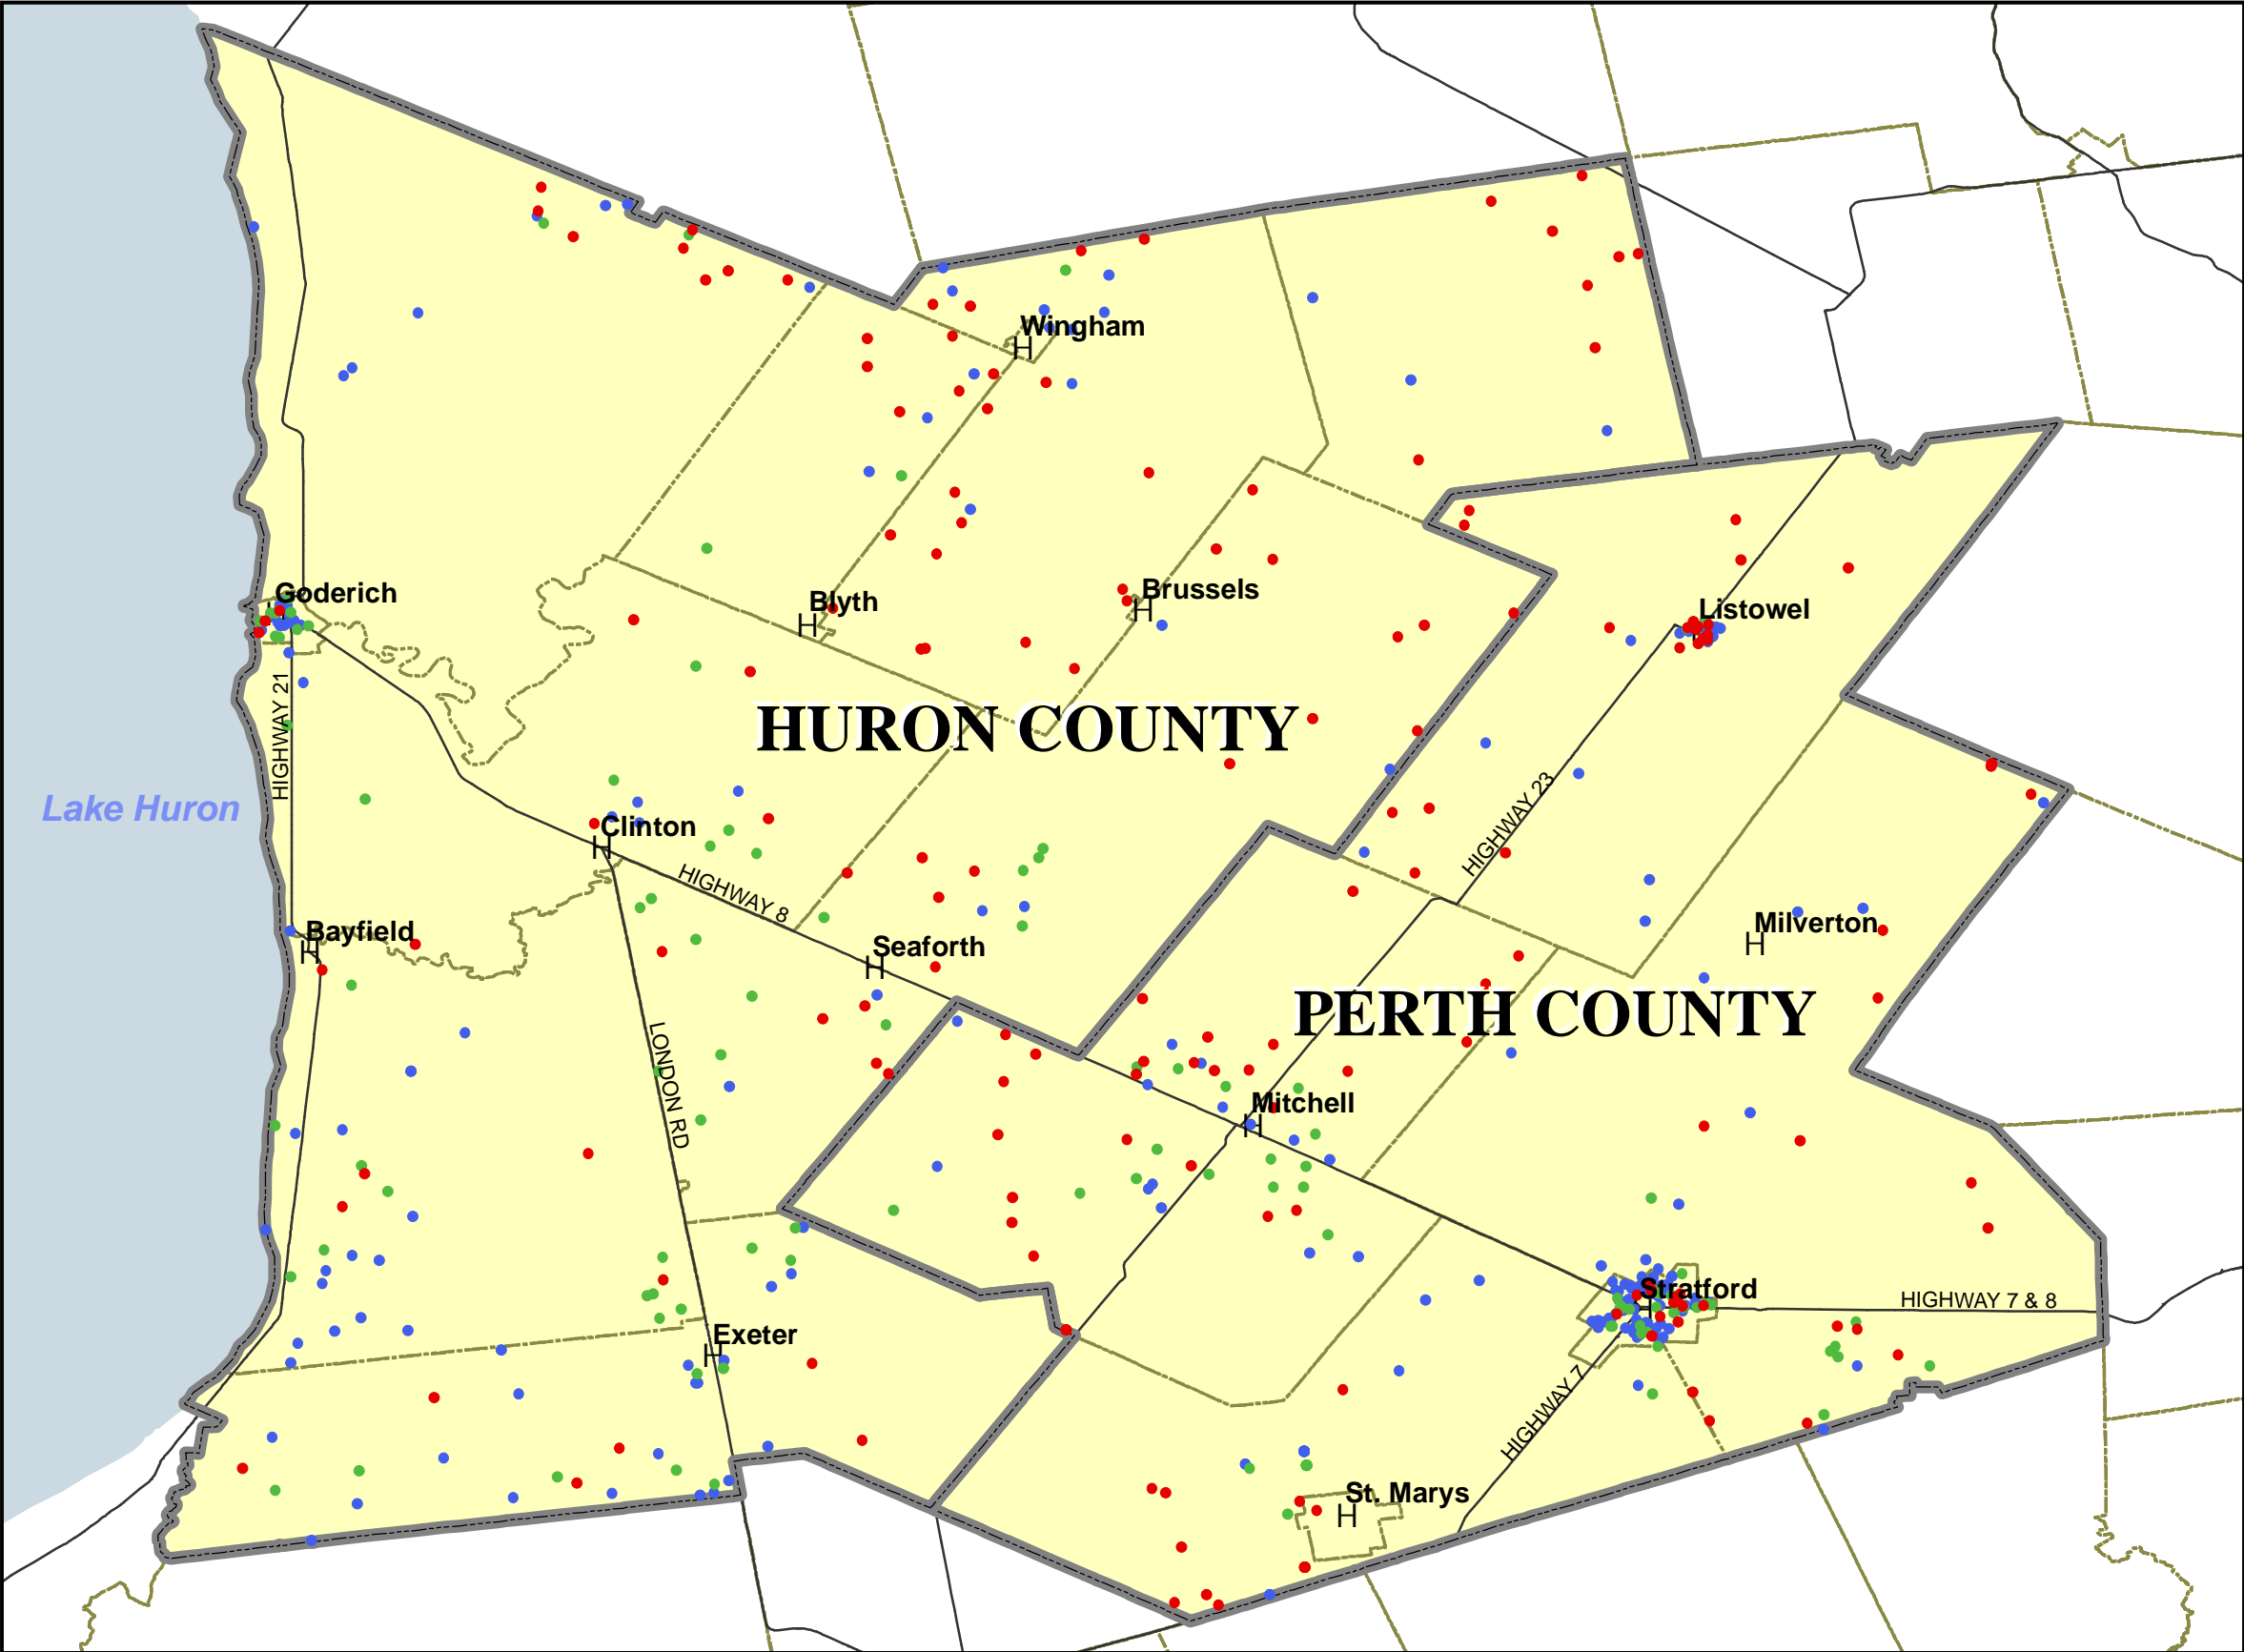 Wingham
H
Goderich
Blyth
H
Brussels
H
Listowel
HIGHWAY 21
HURON COUNTY
Lake Huron
HIGHWAY 23
Clinton
H
HIGHWAY 8
Bayfield
H
Seaforth
H
Milverton
H
PERTH COUNTY
LONDON RD
Mitchell
H
Stratford
H
HIGHWAY 7 & 8
Exeter
H
HIGHWAY 7
St. Marys
H